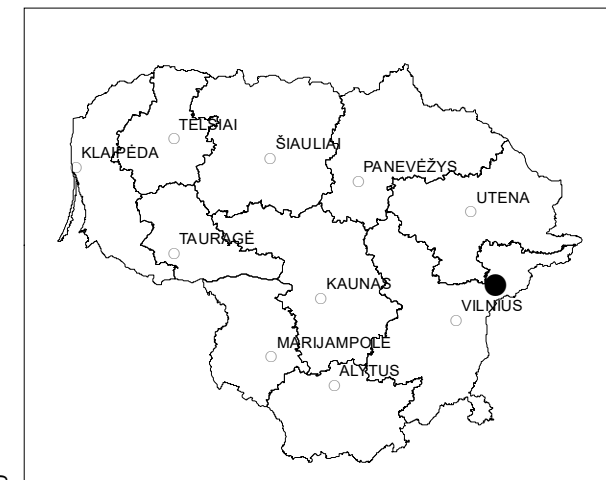 TELŠIAI
ŠIAULIAI
KLAIPĖDA
PANEVĖŽYS
UTENA
TAURAGĖ
KAUNAS
VILNIUS
MARIJAMPOLĖ
ALYTUS